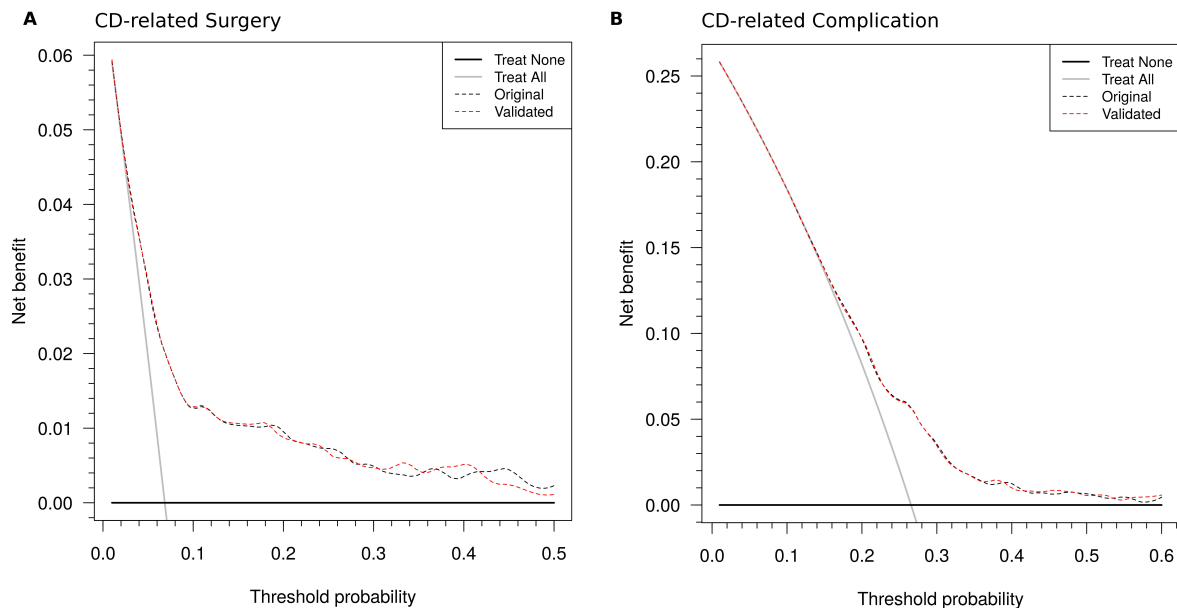 A CD-related Surgery
Treat None
Treat All
Original
Validated
0.06
0.05
0.04
0.03
0.02
0.01
0.00
Net benefit
0.0 0.1 0.2 0.3 0.4 0.5
Threshold probability
B CD-related Complication
Treat None
Treat All
Original
Validated
0.25
0.20
0.15
0.10
0.05
0.00
Net benefit
0.0 0.1 0.2 0.3 0.4 0.5 0.6
Threshold probability